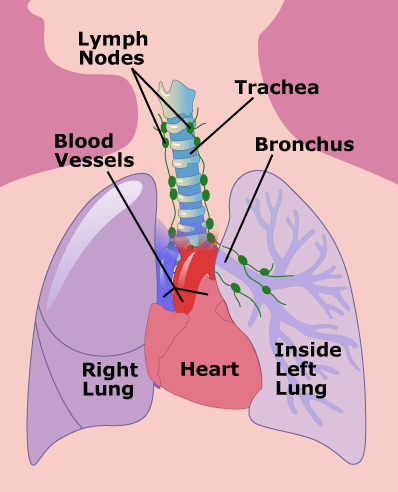 Lymph
Nodes
Trachea
Blood
Vessels
Bronchus
Right
Lung
Heart
Inside
Left
Lung